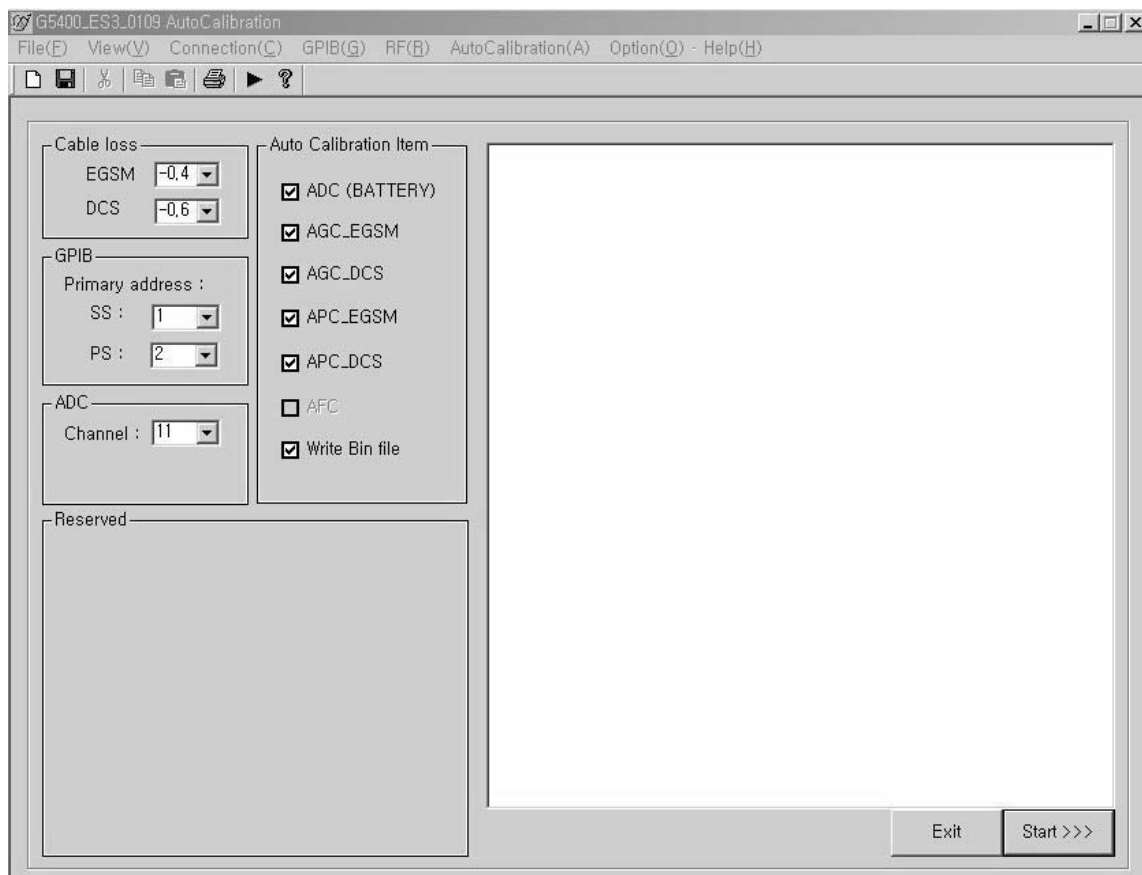 G5400_ES3_0109 AutoCalibration
File(F) View(V) Connection(C) GPIB(G) RF(R) AutoCalibration(A) Option(O) - Help(H)
Cable loss
EGSM -0,4
DCS -0,6
GPIB
Primary address :
SS : 1
PS : 2
ADC
Channel : 11
Auto Calibration Item
ADC (BATTERY)
AGC_EGSM
AGC_DCS
APC_EGSM
APC_DCS
AFC
Write Bin file
Reserved
Exit
Start >>>